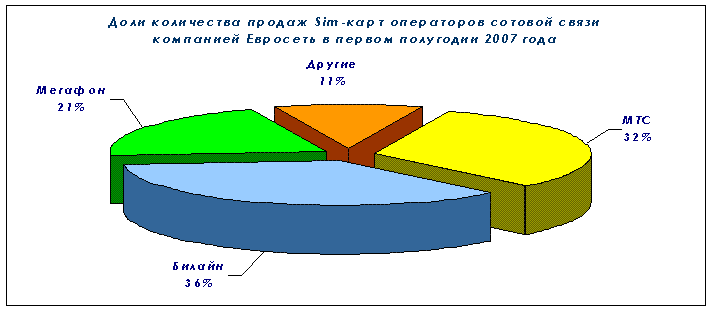 Доли количества продаж Sim-карт операторов сотовой связи
компанией Евросеть в первом полугодии 2007 года
Другие
11%
Мегафон
21%
МТС
32%
Билайн
36%